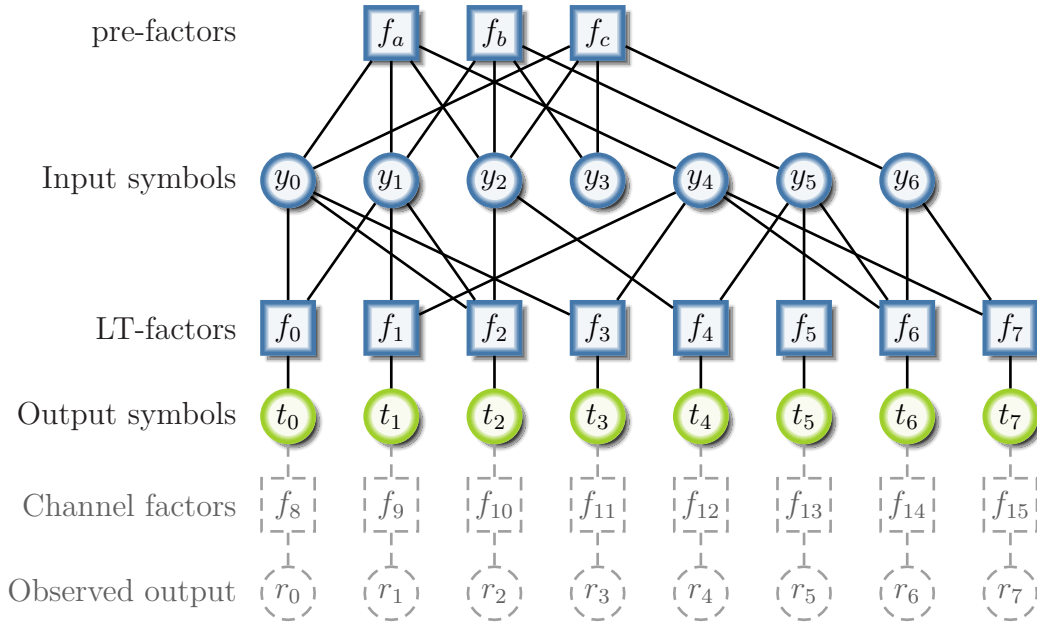 pre-factors f_a f_b f_c
Input symbols y_0 y_1 y_2 y_3 y_4 y_5 y_6
LT-factors f_0 f_1 f_2 f_3 f_4 f_5 f_6 f_7
Output symbols t_0 t_1 t_2 t_3 t_4 t_5 t_6 t_7
Channel factors f_8 f_9 f_10 f_11 f_12 f_13 f_14 f_15
Observed output r_0 r_1 r_2 r_3 r_4 r_5 r_6 r_7